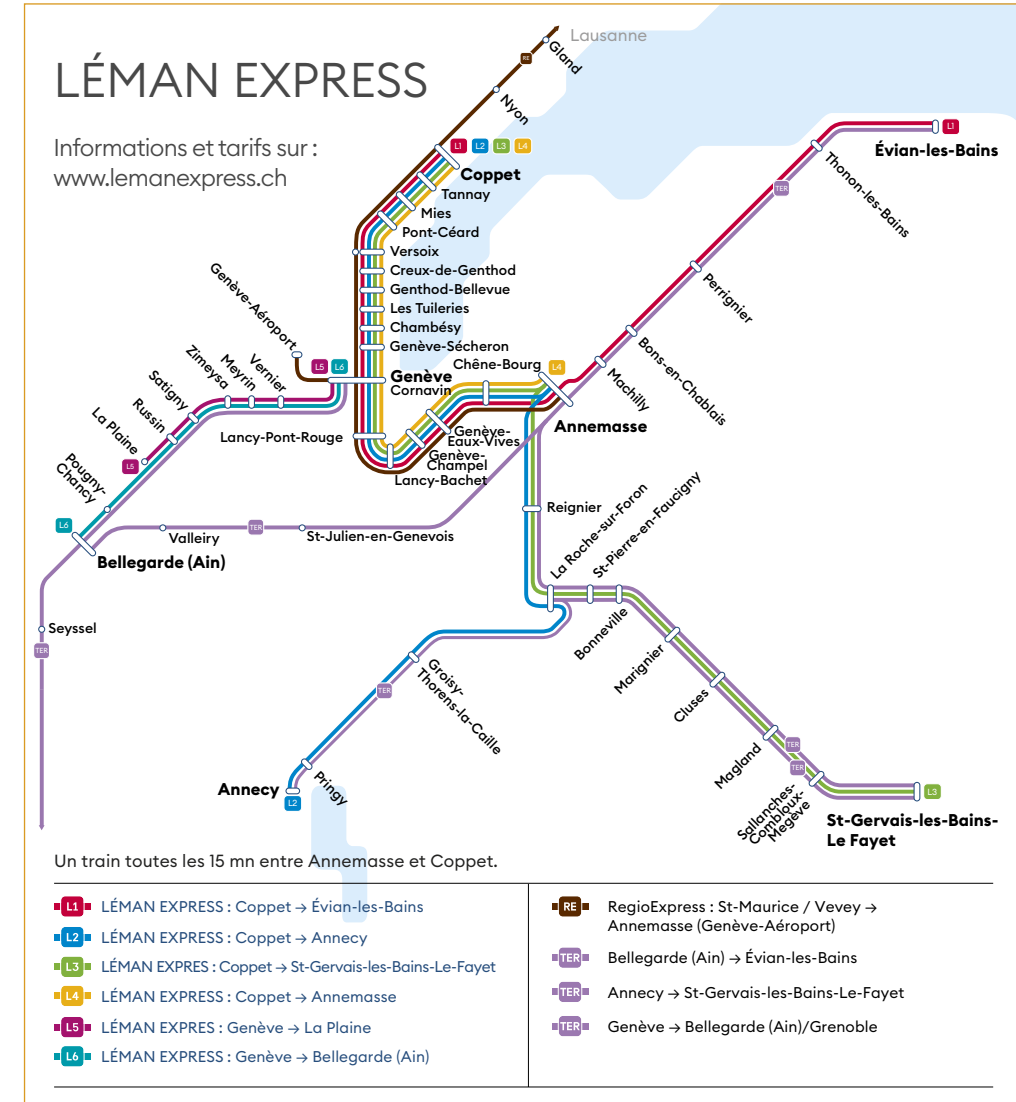 LÉMAN EXPRESS
Informations et tarifs sur :
www.lemanexpress.ch
Lausanne
Gland
RE
Nyon
L1 L2 L3 L4
Coppet
Tannay
Mies
Pont-Céard
Versoix
Creux-de-Genthod
Genthod-Bellevue
Les Tuileries
Chambésy
Genève-Sécheron
Genève
Cornavin
Genève-Aéroport
L5 L6
Vernier
Meyrin
Zimeysa
Satigny
Russin
La Plaine
L5
Pougny-
Chancy
L6
Bellegarde (Ain)
Lancy-Pont-Rouge
Lancy-Bachet
Genève-
Champel
Genève-
Eaux-Vives
Chêne-Bourg
L4
Annemasse
Machilly
Bons-en-Chablais
Perrignier
TER
Thonon-les-Bains
L1
Évian-les-Bains
Valleiry
TER
St-Julien-en-Genevois
Seyssel
TER
Reignier
La Roche-sur-Foron
St-Pierre-en-Faucigny
Bonneville
Marignier
Cluses
Magland
TER
TER
Sallanches-
Combloux-
Megève
L3
St-Gervais-les-Bains-
Le Fayet
Groisy-
Thorens-la-Caille
TER
Pringy
Annecy
L2
Un train toutes les 15 mn entre Annemasse et Coppet.
L1 LÉMAN EXPRESS : Coppet → Évian-les-Bains
L2 LÉMAN EXPRESS : Coppet → Annecy
L3 LÉMAN EXPRES : Coppet → St-Gervais-les-Bains-Le-Fayet
L4 LÉMAN EXPRESS : Coppet → Annemasse
L5 LÉMAN EXPRES : Genève → La Plaine
L6 LÉMAN EXPRESS : Genève → Bellegarde (Ain)
RE RegioExpress : St-Maurice / Vevey →
Annemasse (Genève-Aéroport)
TER Bellegarde (Ain) → Évian-les-Bains
TER Annecy → St-Gervais-les-Bains-Le-Fayet
TER Genève → Bellegarde (Ain)/Grenoble